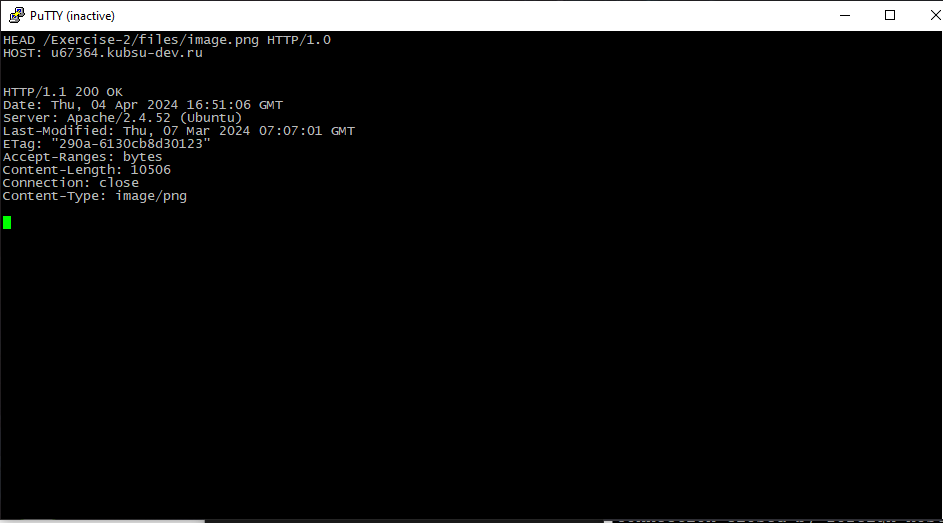 PuTTY (inactive)
HEAD /Exercise-2/files/image.png HTTP/1.0
HOST: u67364.kubsu-dev.ru
HTTP/1.1 200 OK
Date: Thu, 04 Apr 2024 16:51:06 GMT
Server: Apache/2.4.52 (Ubuntu)
Last-Modified: Thu, 07 Mar 2024 07:07:01 GMT
ETag: "290a-6130cb8d30123"
Accept-Ranges: bytes
Content-Length: 10506
Connection: close
Content-Type: image/png